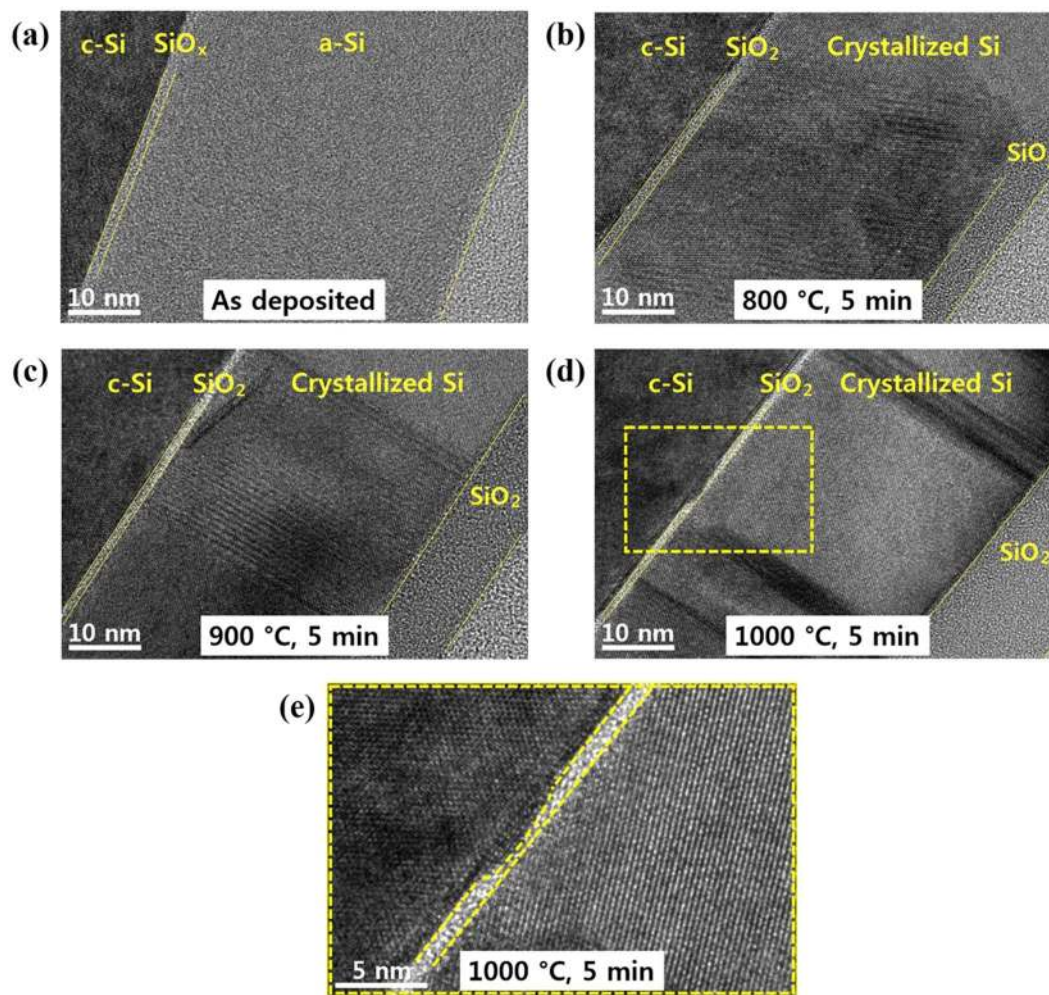 (a)
c-Si SiOₓ a-Si
10 nm
As deposited
(b)
c-Si SiO₂ Crystallized Si
SiO
10 nm
800 °C, 5 min
(c)
c-Si SiO₂ Crystallized Si
SiO₂
10 nm
900 °C, 5 min
(d)
c-Si SiO₂ Crystallized Si
SiO₂
10 nm
1000 °C, 5 min
(e)
5 nm
1000 °C, 5 min